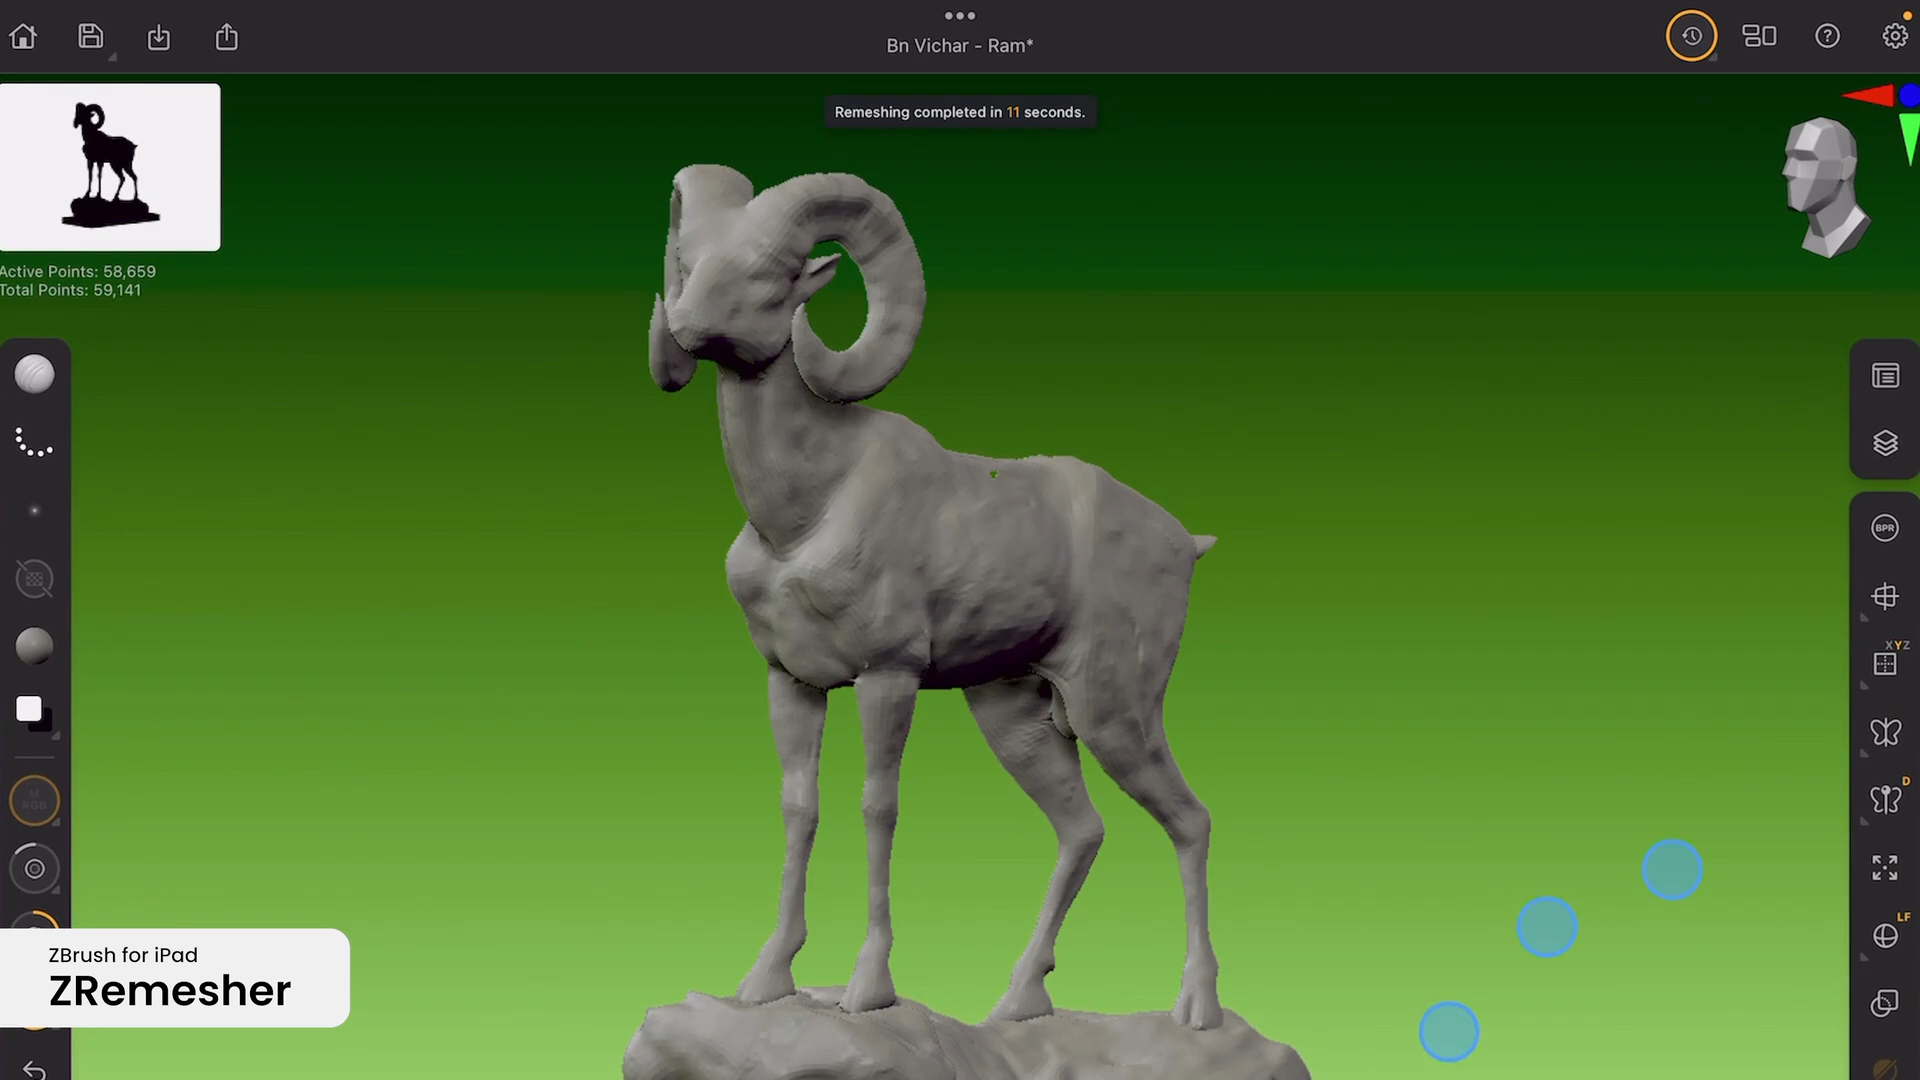 Bn Vichar - Ram*
Remeshing completed in 11 seconds.
Active Points: 58,659
Total Points: 59,141
BPR
XYZ
D
M
RGB
LF
ZBrush for iPad
ZRemesher